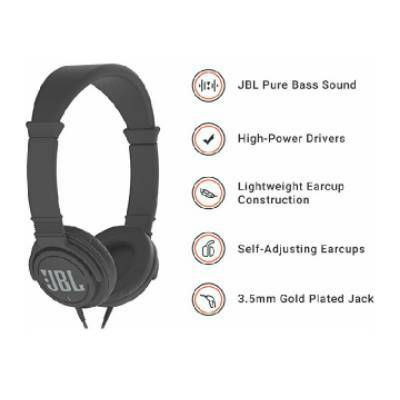 JBL Pure Bass Sound
High-Power Drivers
Lightweight Earcup
Construction
Self-Adjusting Earcups
3.5mm Gold Plated Jack
JBL